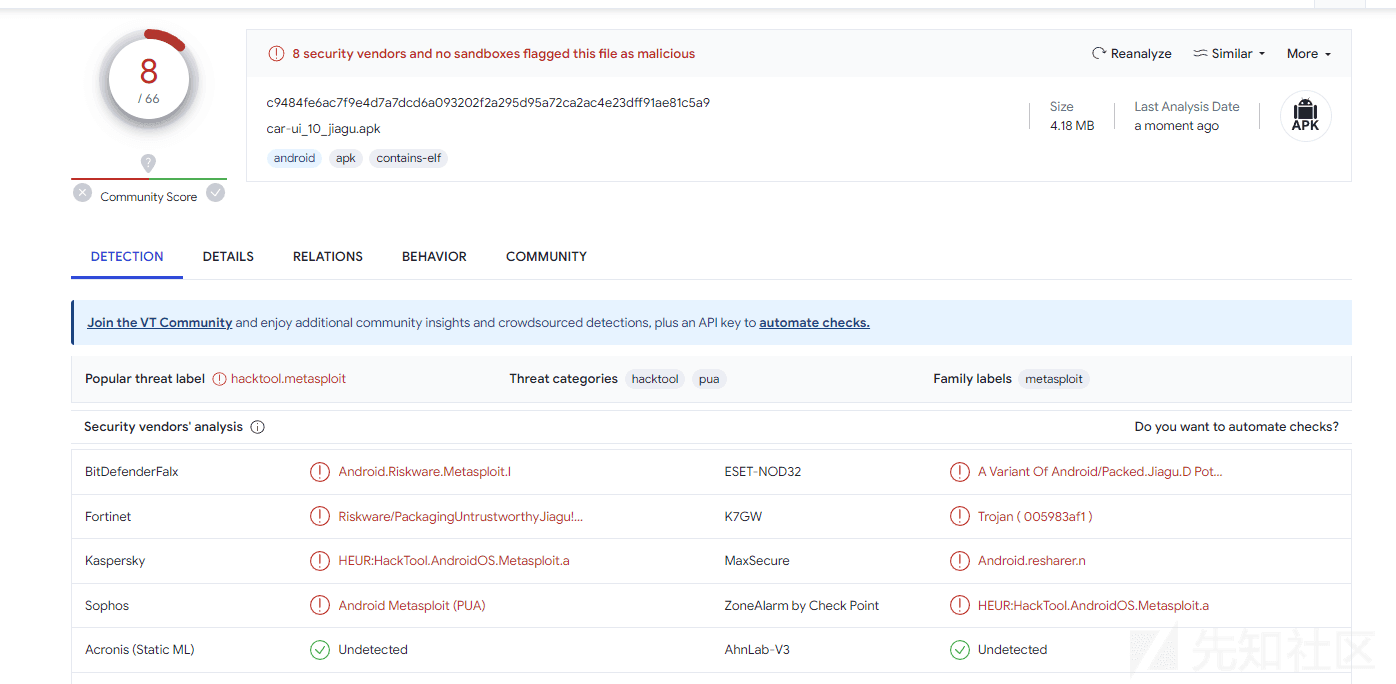 8
/ 66
Community Score
8 security vendors and no sandboxes flagged this file as malicious
Reanalyze
Similar
More
c9484fe6ac7f9e4d7a7dcd6a093202f2a295d95a72ca2ac4e23dff91ae81c5a9
car-ui_10_jiagu.apk
android apk contains-elf
Size
4.18 MB
Last Analysis Date
a moment ago
APK
DETECTION DETAILS RELATIONS BEHAVIOR COMMUNITY
Join the VT Community and enjoy additional community insights and crowdsourced detections, plus an API key to automate checks.
Popular threat label hacktool.metasploit Threat categories hacktool pua Family labels metasploit
Security vendors' analysis Do you want to automate checks?
BitDefenderFalx Android.Riskware.Metasploit.I ESET-NOD32 A Variant Of Android/Packed.Jiagu.D Pot...
Fortinet Riskware/PackagingUntrustworthyJiagu!... K7GW Trojan ( 005983af1 )
Kaspersky HEUR:HackTool.AndroidOS.Metasploit.a MaxSecure Android.resharer.n
Sophos Android Metasploit (PUA) ZoneAlarm by Check Point HEUR:HackTool.AndroidOS.Metasploit.a
Acronis (Static ML) Undetected AhnLab-V3 Undetected
先知社区